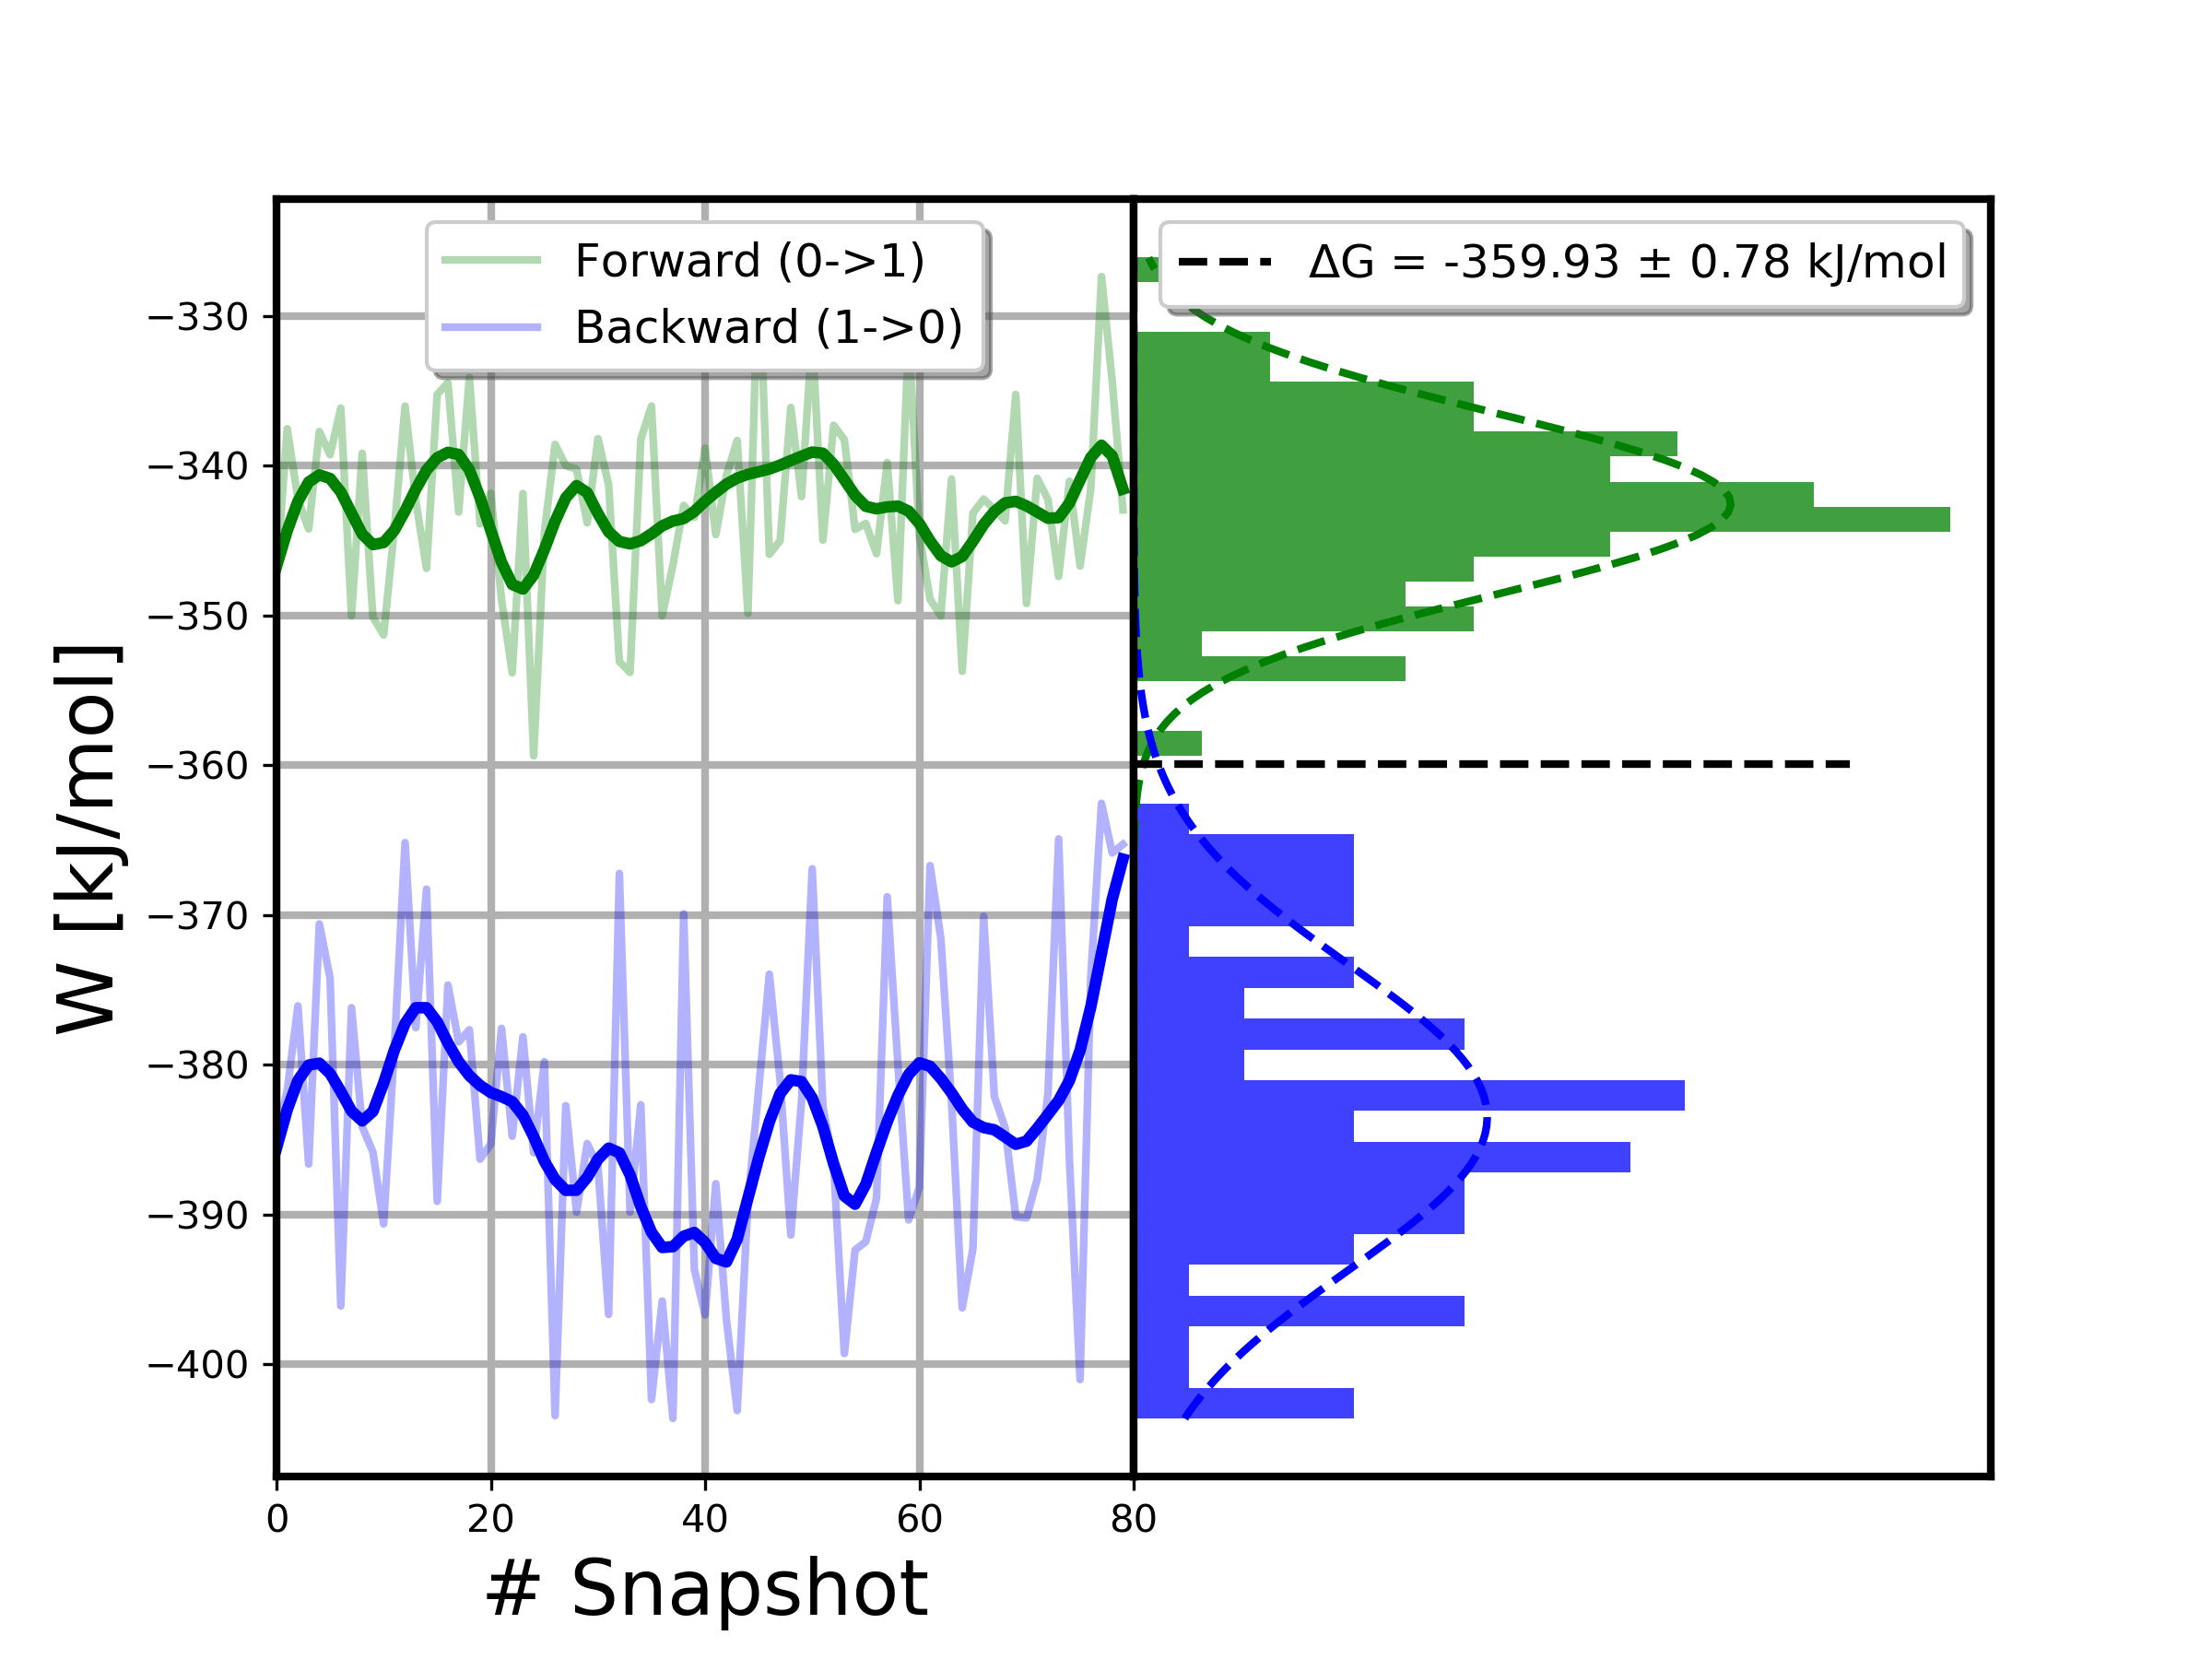 Forward (0->1)
Backward (1->0)
ΔG = -359.93 ± 0.78 kJ/mol
−330
−340
−350
−360
−370
−380
−390
−400
W [kJ/mol]
0 20 40 60 80
# Snapshot